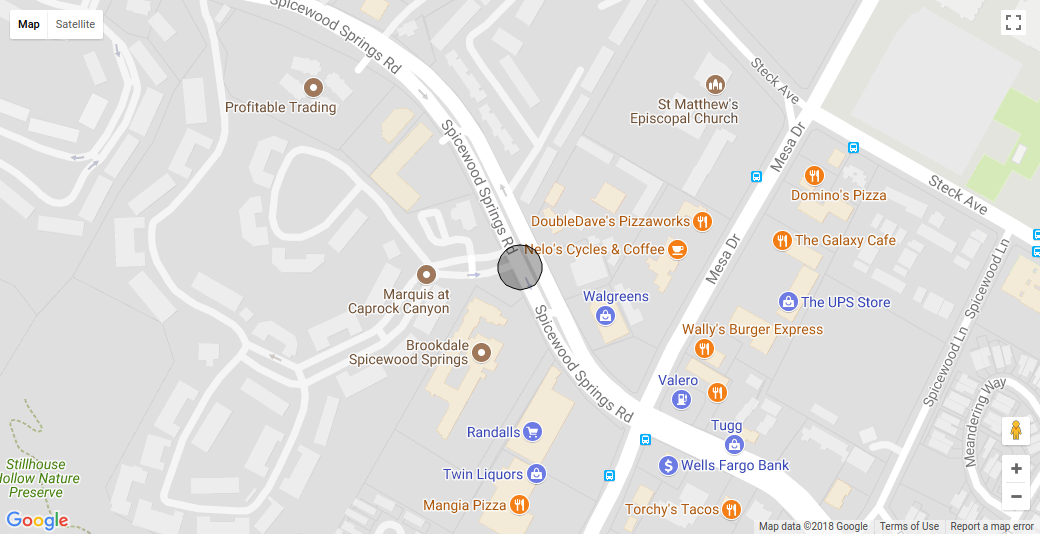 Map
Satellite
Spicewood Springs Rd
Profitable Trading
St Matthew's
Episcopal Church
Steck Ave
Mesa Dr
Domino's Pizza
Steck Ave
Spicewood Springs Rd
DoubleDave's Pizzaworks
Nelo's Cycles & Coffee
Mesa Dr
The Galaxy Cafe
Spicewood Ln
Marquis at
Caprock Canyon
Walgreens
The UPS Store
Brookdale
Spicewood Springs
Spicewood Springs Rd
Wally's Burger Express
Spicewood Ln
Valero
Meandering Way
Randalls
Tugg
Stillhouse
Hollow Nature
Preserve
Twin Liquors
Wells Fargo Bank
Mangia Pizza
Torchy's Tacos
Google
Map data ©2018 Google
Terms of Use
Report a map error